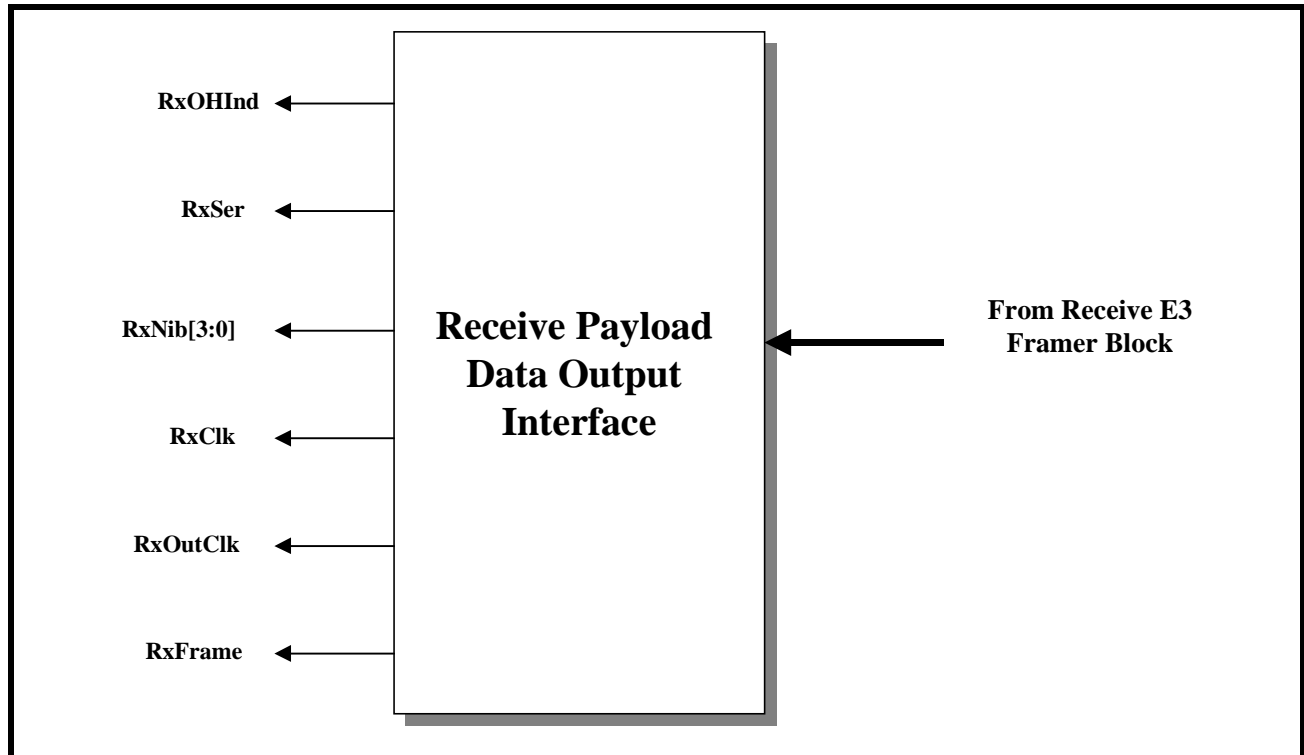 RxOHInd
RxSer
RxNib[3:0]
RxClk
RxOutClk
RxFrame
Receive Payload
Data Output
Interface
From Receive E3
Framer Block